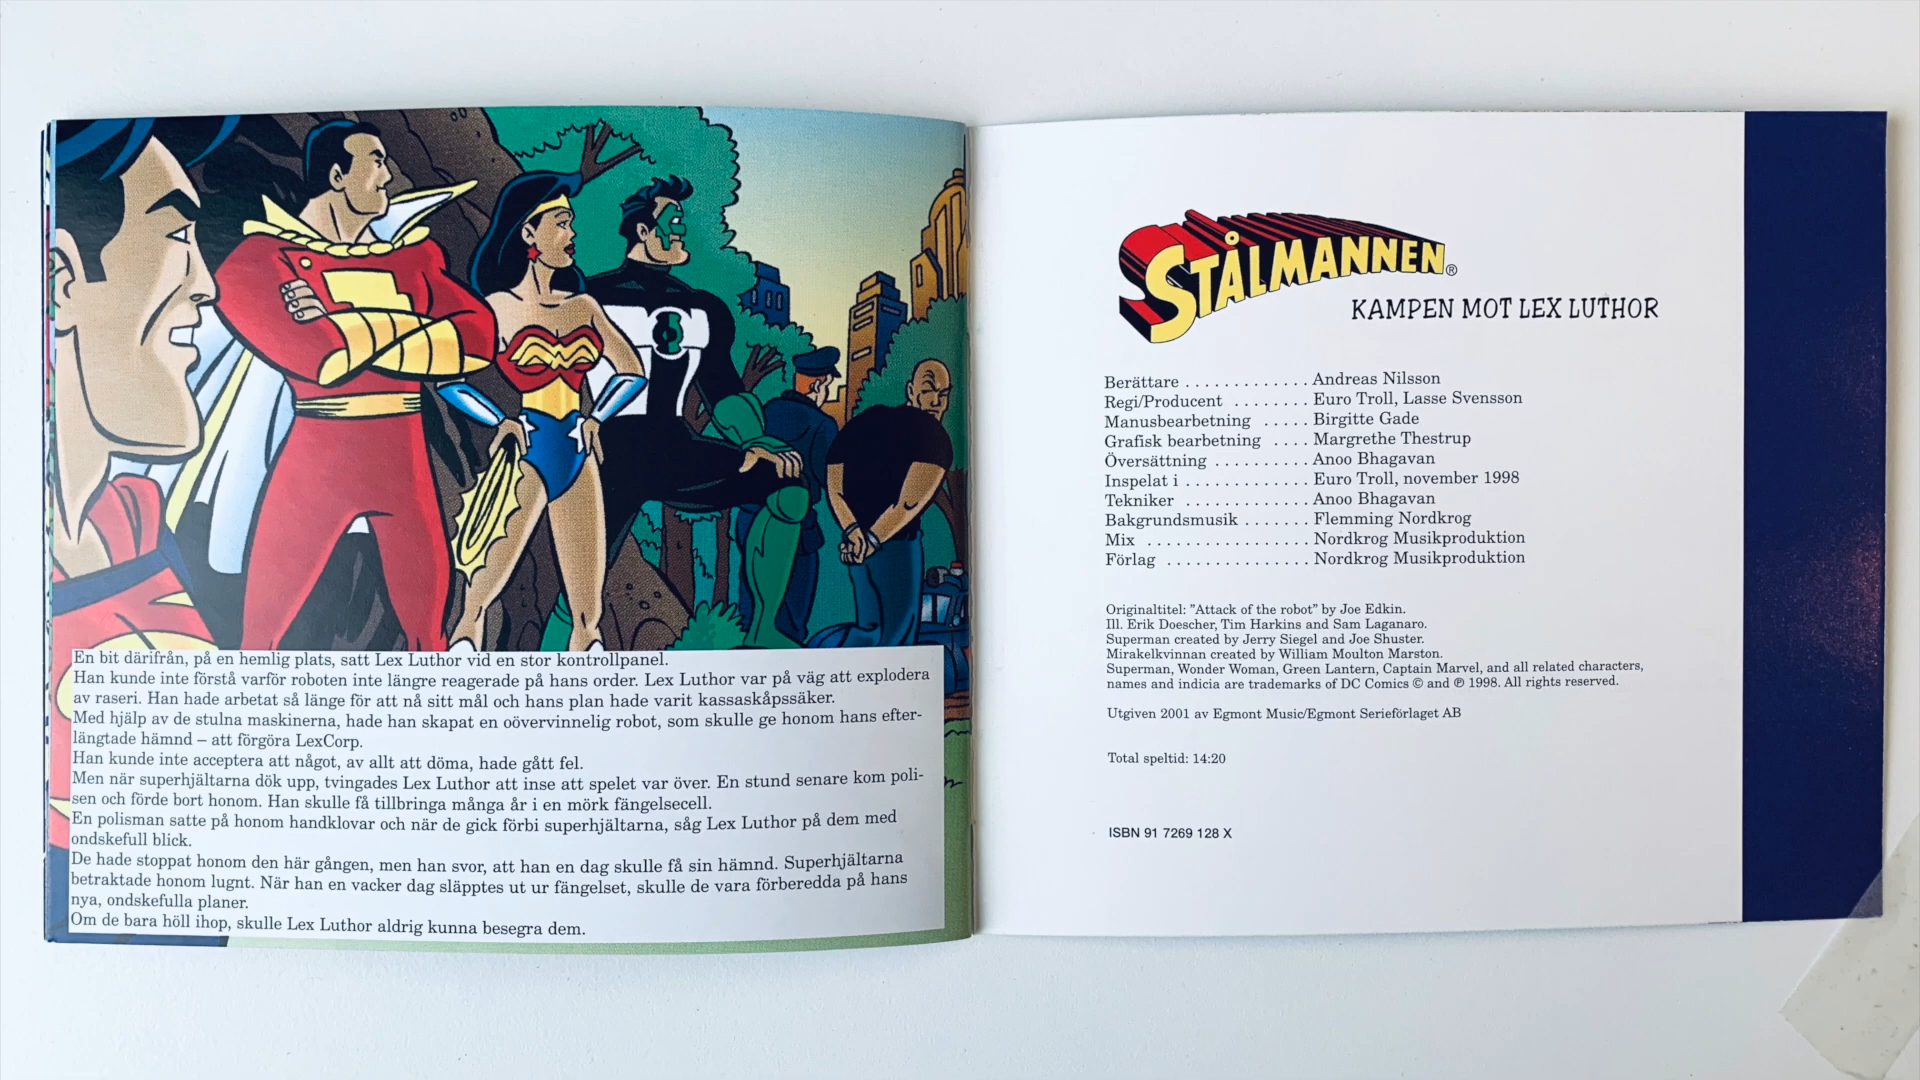 En bit därifrån, på en hemlig plats, satt Lex Luthor vid en stor kontrollpanel.
Han kunde inte förstå varför roboten inte längre reagerade på hans order. Lex Luthor var på väg att explodera
av raseri. Han hade arbetat så länge för att nå sitt mål och hans plan hade varit kassaskåpssäker.
Med hjälp av de stulna maskinerna, hade han skapat en oövervinnelig robot, som skulle ge honom hans efter-
längtade hämnd – att förgöra LexCorp.
Han kunde inte acceptera att något, av allt att döma, hade gått fel.
Men när superhjältarna dök upp, tvingades Lex Luthor att inse att spelet var över. En stund senare kom poli-
sen och förde bort honom. Han skulle få tillbringa många år i en mörk fängelsecell.
En polisman satte på honom handklovar och när de gick förbi superhjältarna, såg Lex Luthor på dem med
ondskefull blick.
De hade stoppat honom den här gången, men han svor, att han en dag skulle få sin hämnd. Superhjältarna
betraktade honom lugnt. När han en vacker dag släpptes ut ur fängelset, skulle de vara förberedda på hans
nya, ondskefulla planer.
Om de bara höll ihop, skulle Lex Luthor aldrig kunna besegra dem.
STÅLMANNEN®
KAMPEN MOT LEX LUTHOR
Berättare . . . . . . . . . . . . . Andreas Nilsson
Regi/Producent . . . . . . . . Euro Troll, Lasse Svensson
Manusbearbetning . . . . . Birgitte Gade
Grafisk bearbetning . . . . Margrethe Thestrup
Översättning . . . . . . . . . . Anoo Bhagavan
Inspelat i . . . . . . . . . . . . . Euro Troll, november 1998
Tekniker . . . . . . . . . . . . . Anoo Bhagavan
Bakgrundsmusik . . . . . . . Flemming Nordkrog
Mix . . . . . . . . . . . . . . . . . Nordkrog Musikproduktion
Förlag . . . . . . . . . . . . . . . Nordkrog Musikproduktion
Originaltitel: ”Attack of the robot” by Joe Edkin.
Ill. Erik Doescher, Tim Harkins and Sam Laganaro.
Superman created by Jerry Siegel and Joe Shuster.
Mirakelkvinnan created by William Moulton Marston.
Superman, Wonder Woman, Green Lantern, Captain Marvel, and all related characters,
names and indicia are trademarks of DC Comics © and ℗ 1998. All rights reserved.
Utgiven 2001 av Egmont Music/Egmont Serieförlaget AB
Total speltid: 14:20
ISBN 91 7269 128 X